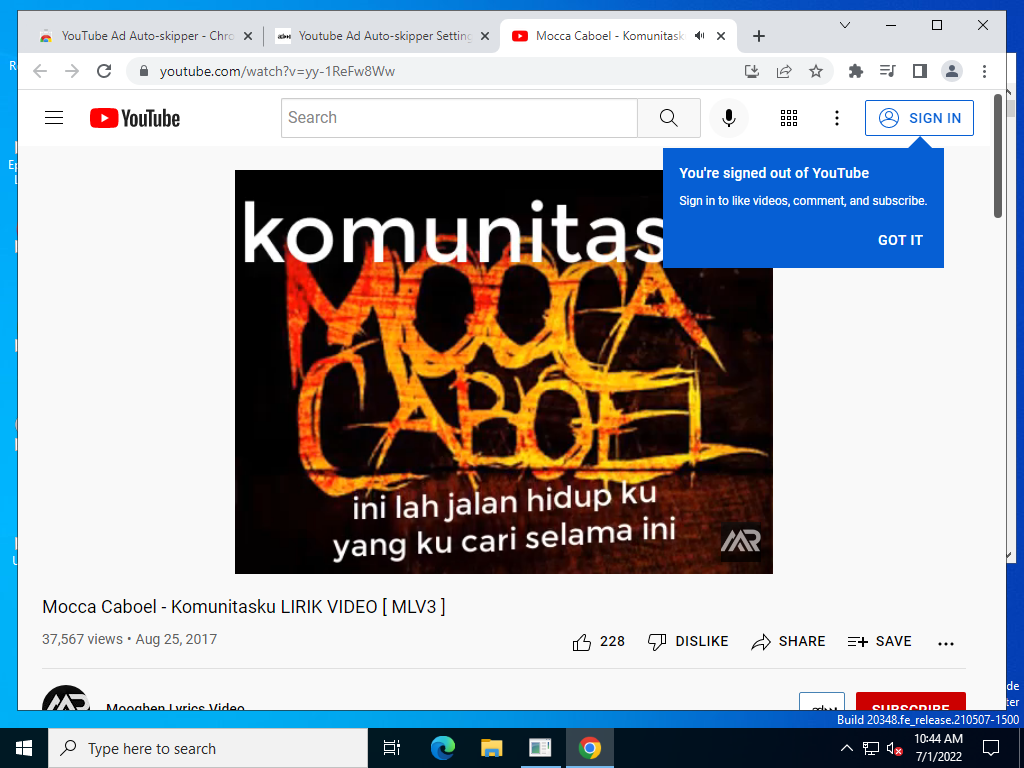 YouTube Ad Auto-skipper - Chro
Youtube Ad Auto-skipper Setting
Mocca Caboel - Komunitask
youtube.com/watch?v=yy-1ReFw8Ww
YouTube
Search
SIGN IN
You're signed out of YouTube
Sign in to like videos, comment, and subscribe.
GOT IT
komunitas
MOCCA
CABOEL
ini lah jalan hidup ku
yang ku cari selama ini
Mocca Caboel - Komunitasku LIRIK VIDEO [ MLV3 ]
37,567 views • Aug 25, 2017
228
DISLIKE
SHARE
SAVE
Mooghen Lyrics Video
SUBSCRIBE
Build 20348.fe_release.210507-1500
Type here to search
10:44 AM
7/1/2022